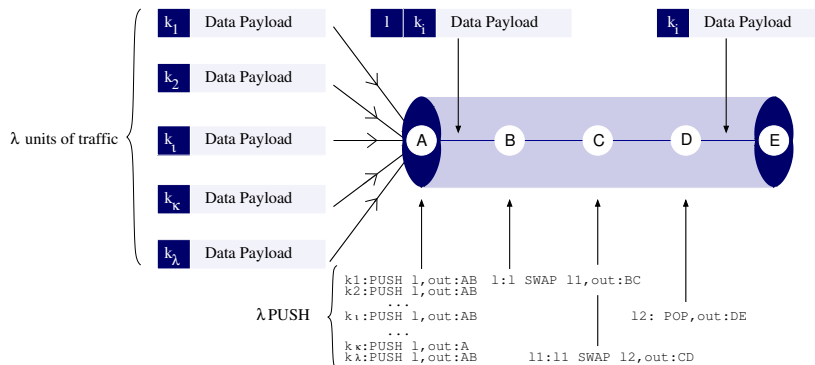 k1 Data Payload
l ki Data Payload
ki Data Payload
k2 Data Payload
λ units of traffic
kι Data Payload
kκ Data Payload
kλ Data Payload
A B C D E
λ PUSH
k1:PUSH l,out:AB
k2:PUSH l,out:AB
...
kι:PUSH l,out:AB
...
kκ:PUSH l,out:A
kλ:PUSH l,out:AB
l:l SWAP l1,out:BC
l1:l1 SWAP l2,out:CD
l2: POP,out:DE